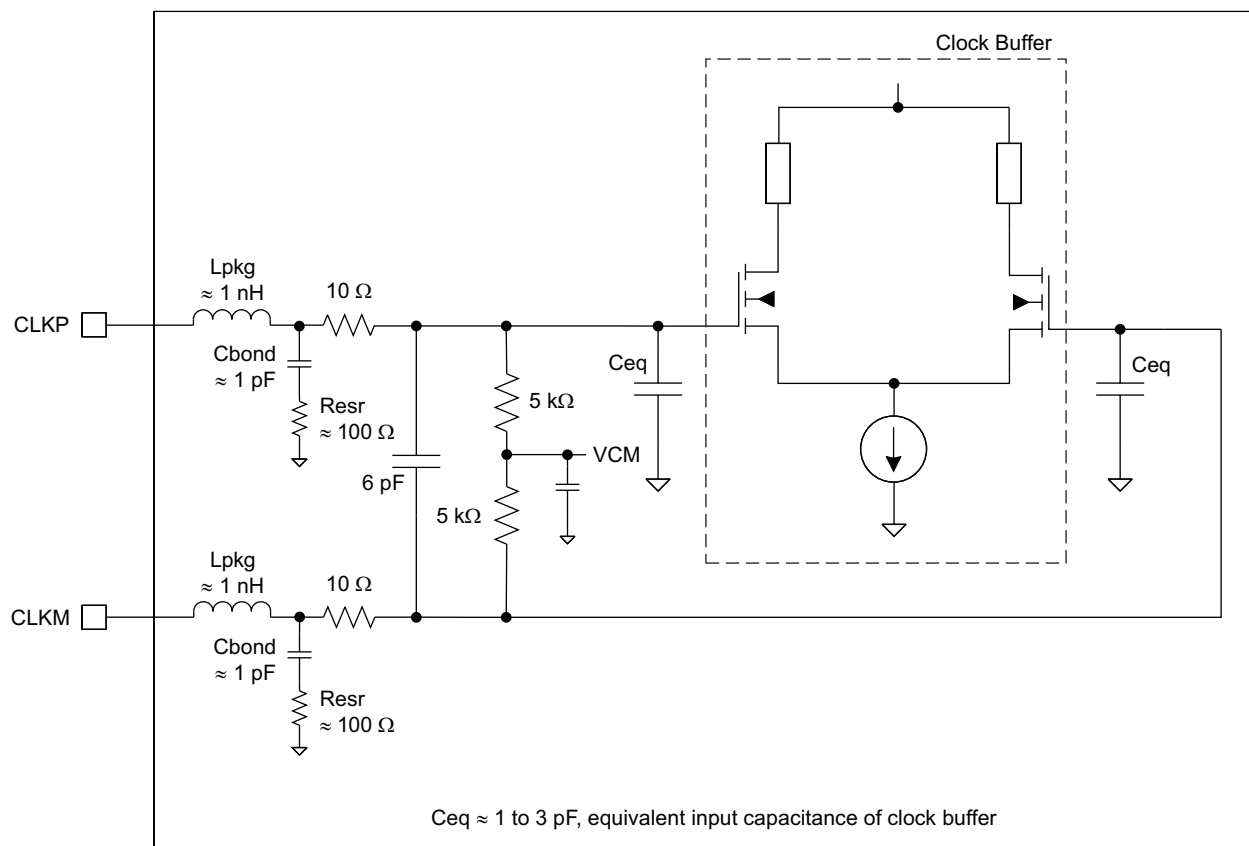 Clock Buffer
Lpkg
≈ 1 nH
10 Ω
CLKP
Cbond
≈ 1 pF
Resr
≈ 100 Ω
6 pF
5 kΩ
VCM
5 kΩ
Ceq
Ceq
Lpkg
≈ 1 nH
10 Ω
CLKM
Cbond
≈ 1 pF
Resr
≈ 100 Ω
Ceq ≈ 1 to 3 pF, equivalent input capacitance of clock buffer